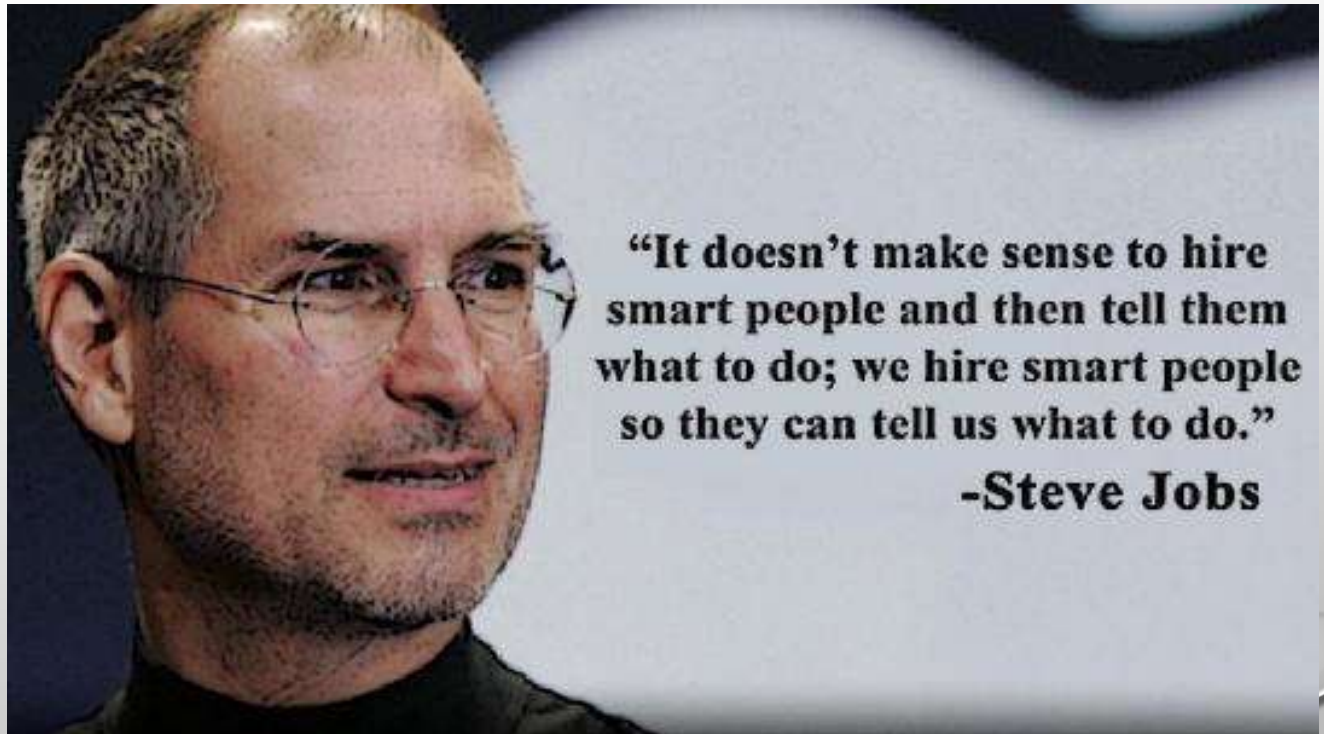 “It doesn’t make sense to hire
smart people and then tell them
what to do; we hire smart people
so they can tell us what to do.”
-Steve Jobs